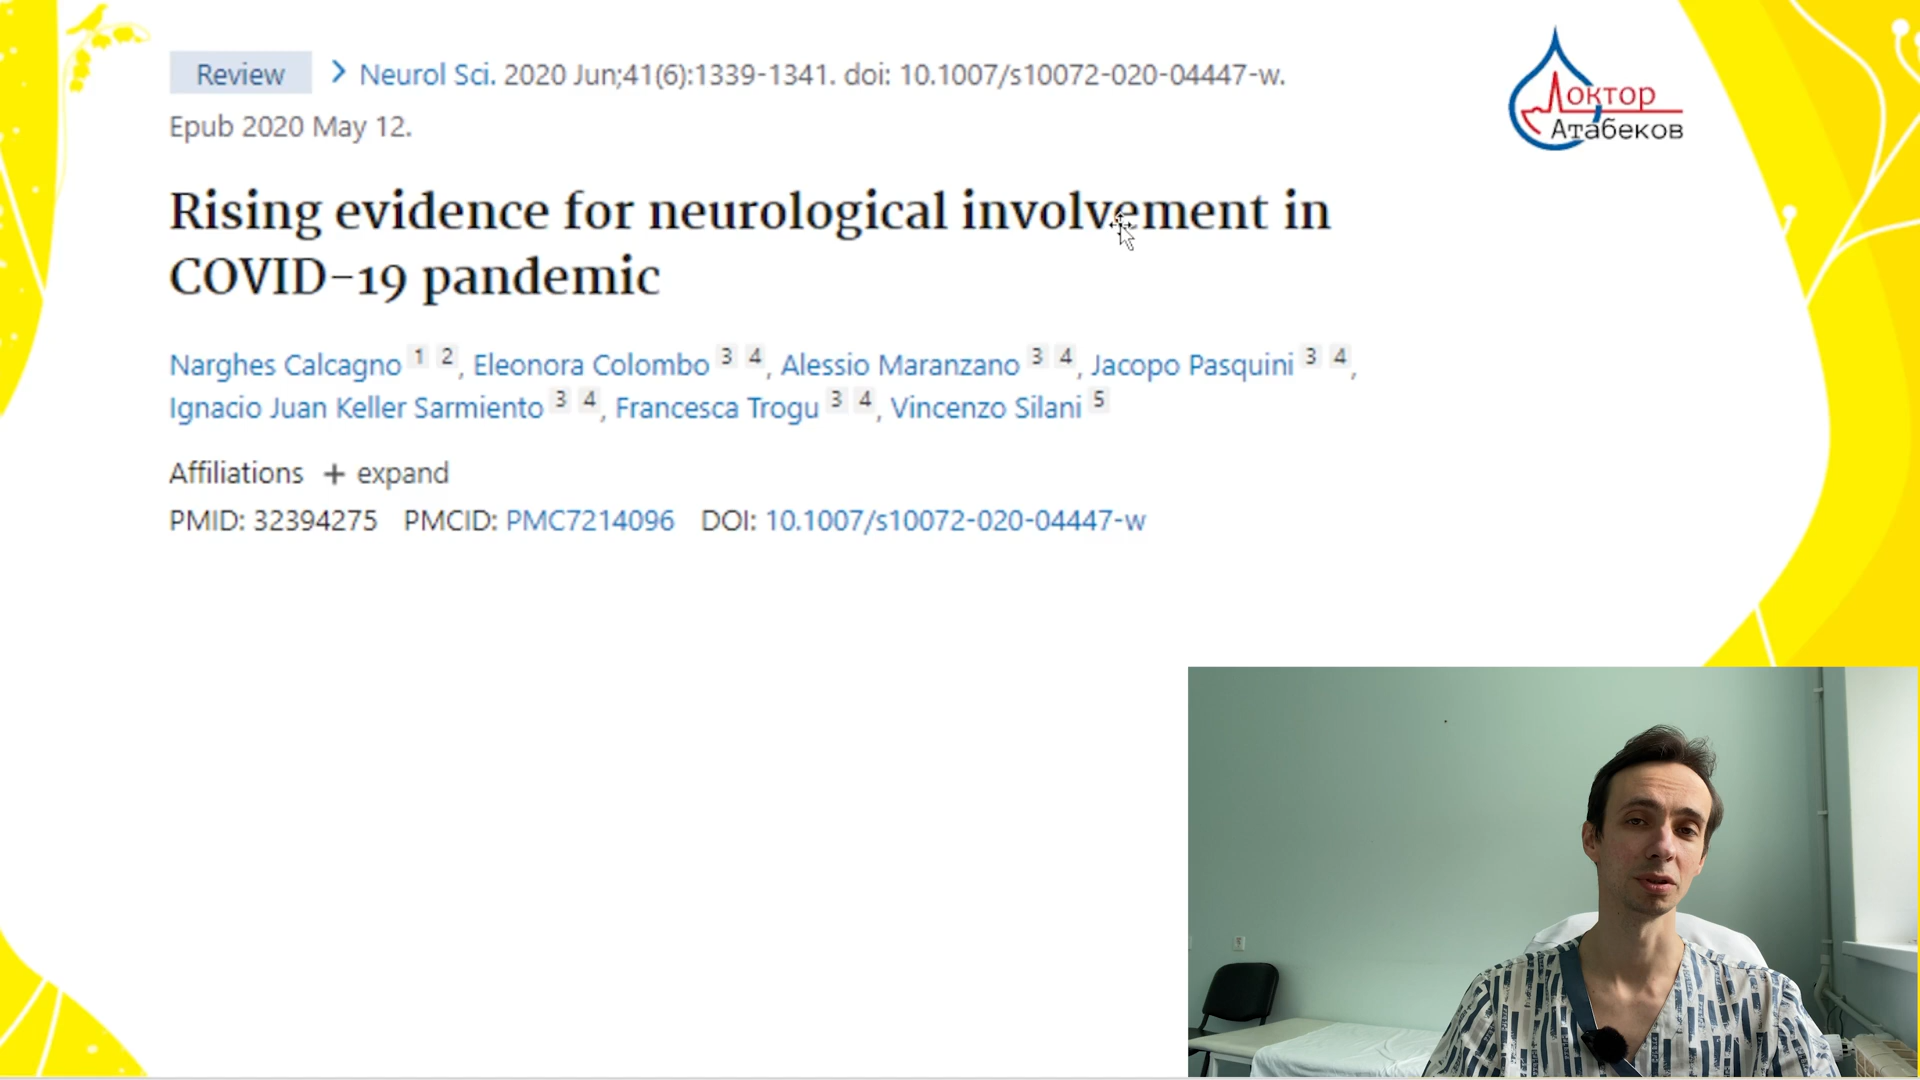 Review > Neurol Sci. 2020 Jun;41(6):1339-1341. doi: 10.1007/s10072-020-04447-w.
Epub 2020 May 12.
Доктор
Атабеков
Rising evidence for neurological involvement in
COVID-19 pandemic
Narghes Calcagno 1 2, Eleonora Colombo 3 4, Alessio Maranzano 3 4, Jacopo Pasquini 3 4,
Ignacio Juan Keller Sarmiento 3 4, Francesca Trogu 3 4, Vincenzo Silani 5
Affiliations + expand
PMID: 32394275 PMCID: PMC7214096 DOI: 10.1007/s10072-020-04447-w